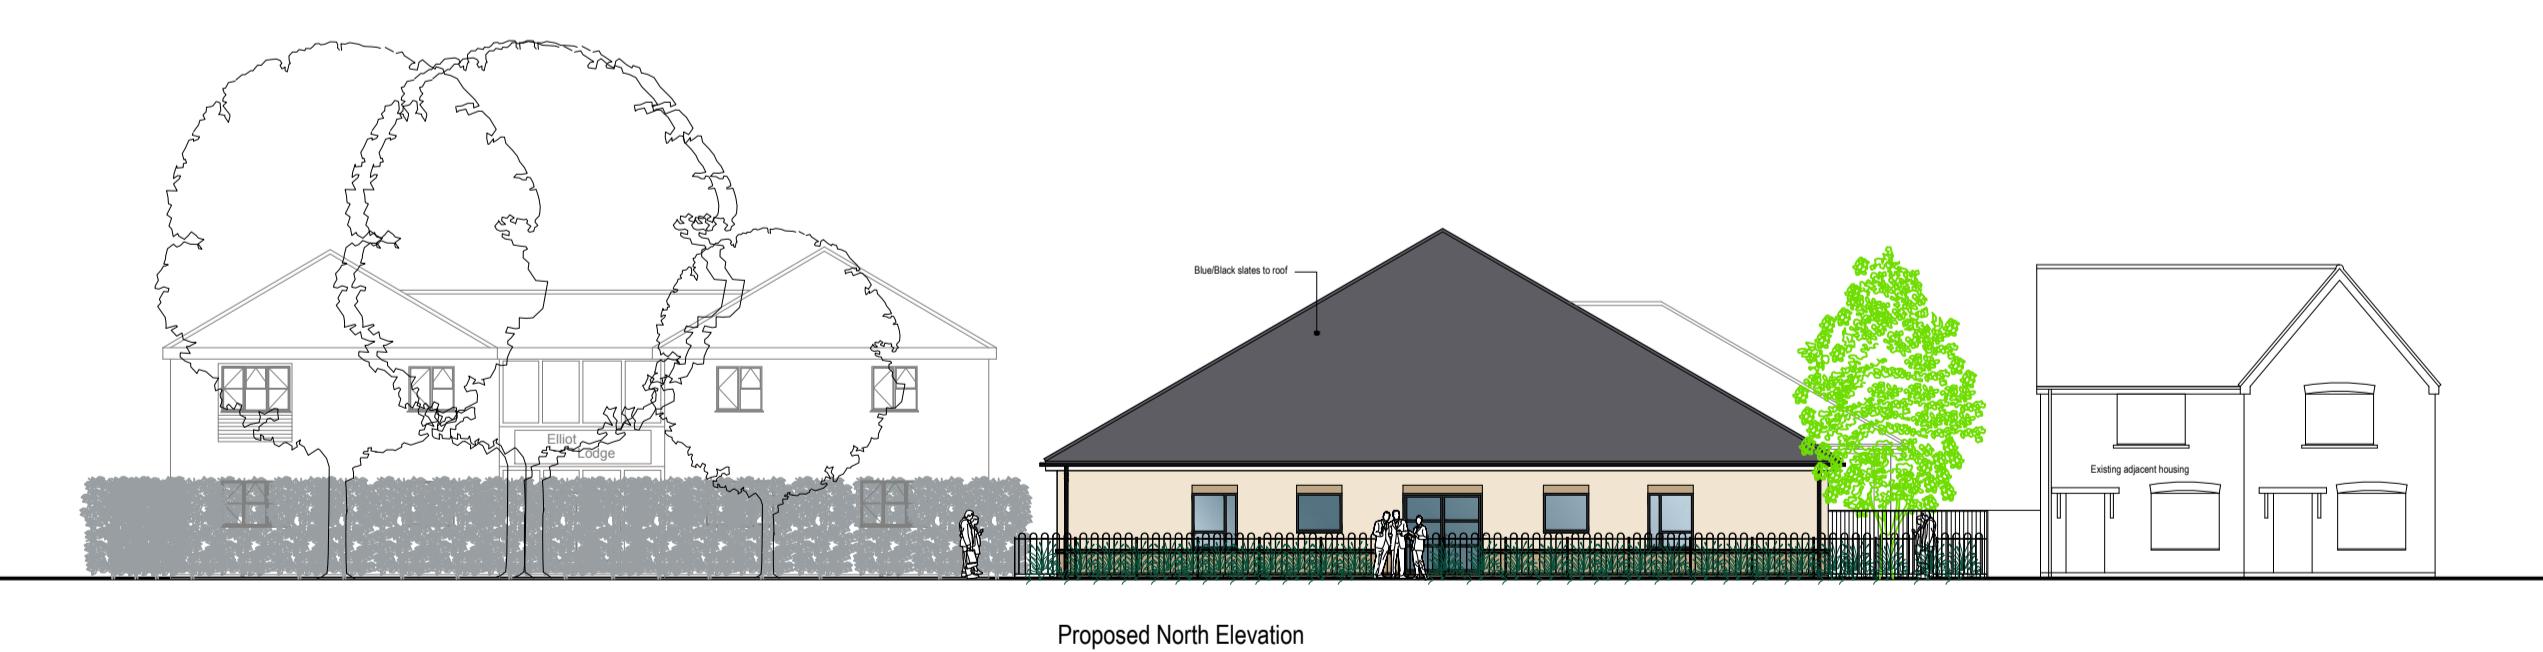 Blue/Black slates to roof
Elliot
Lodge
Existing adjacent housing
Proposed North Elevation